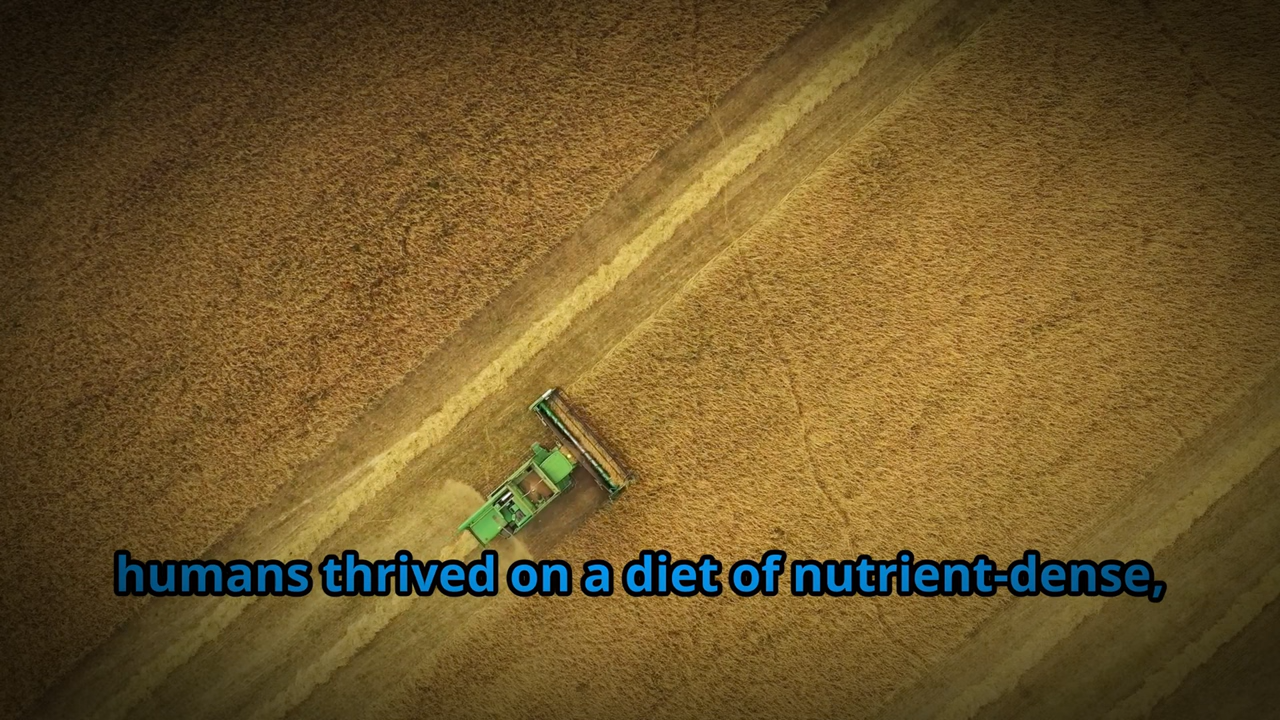 humans thrived on a diet of nutrient-dense,